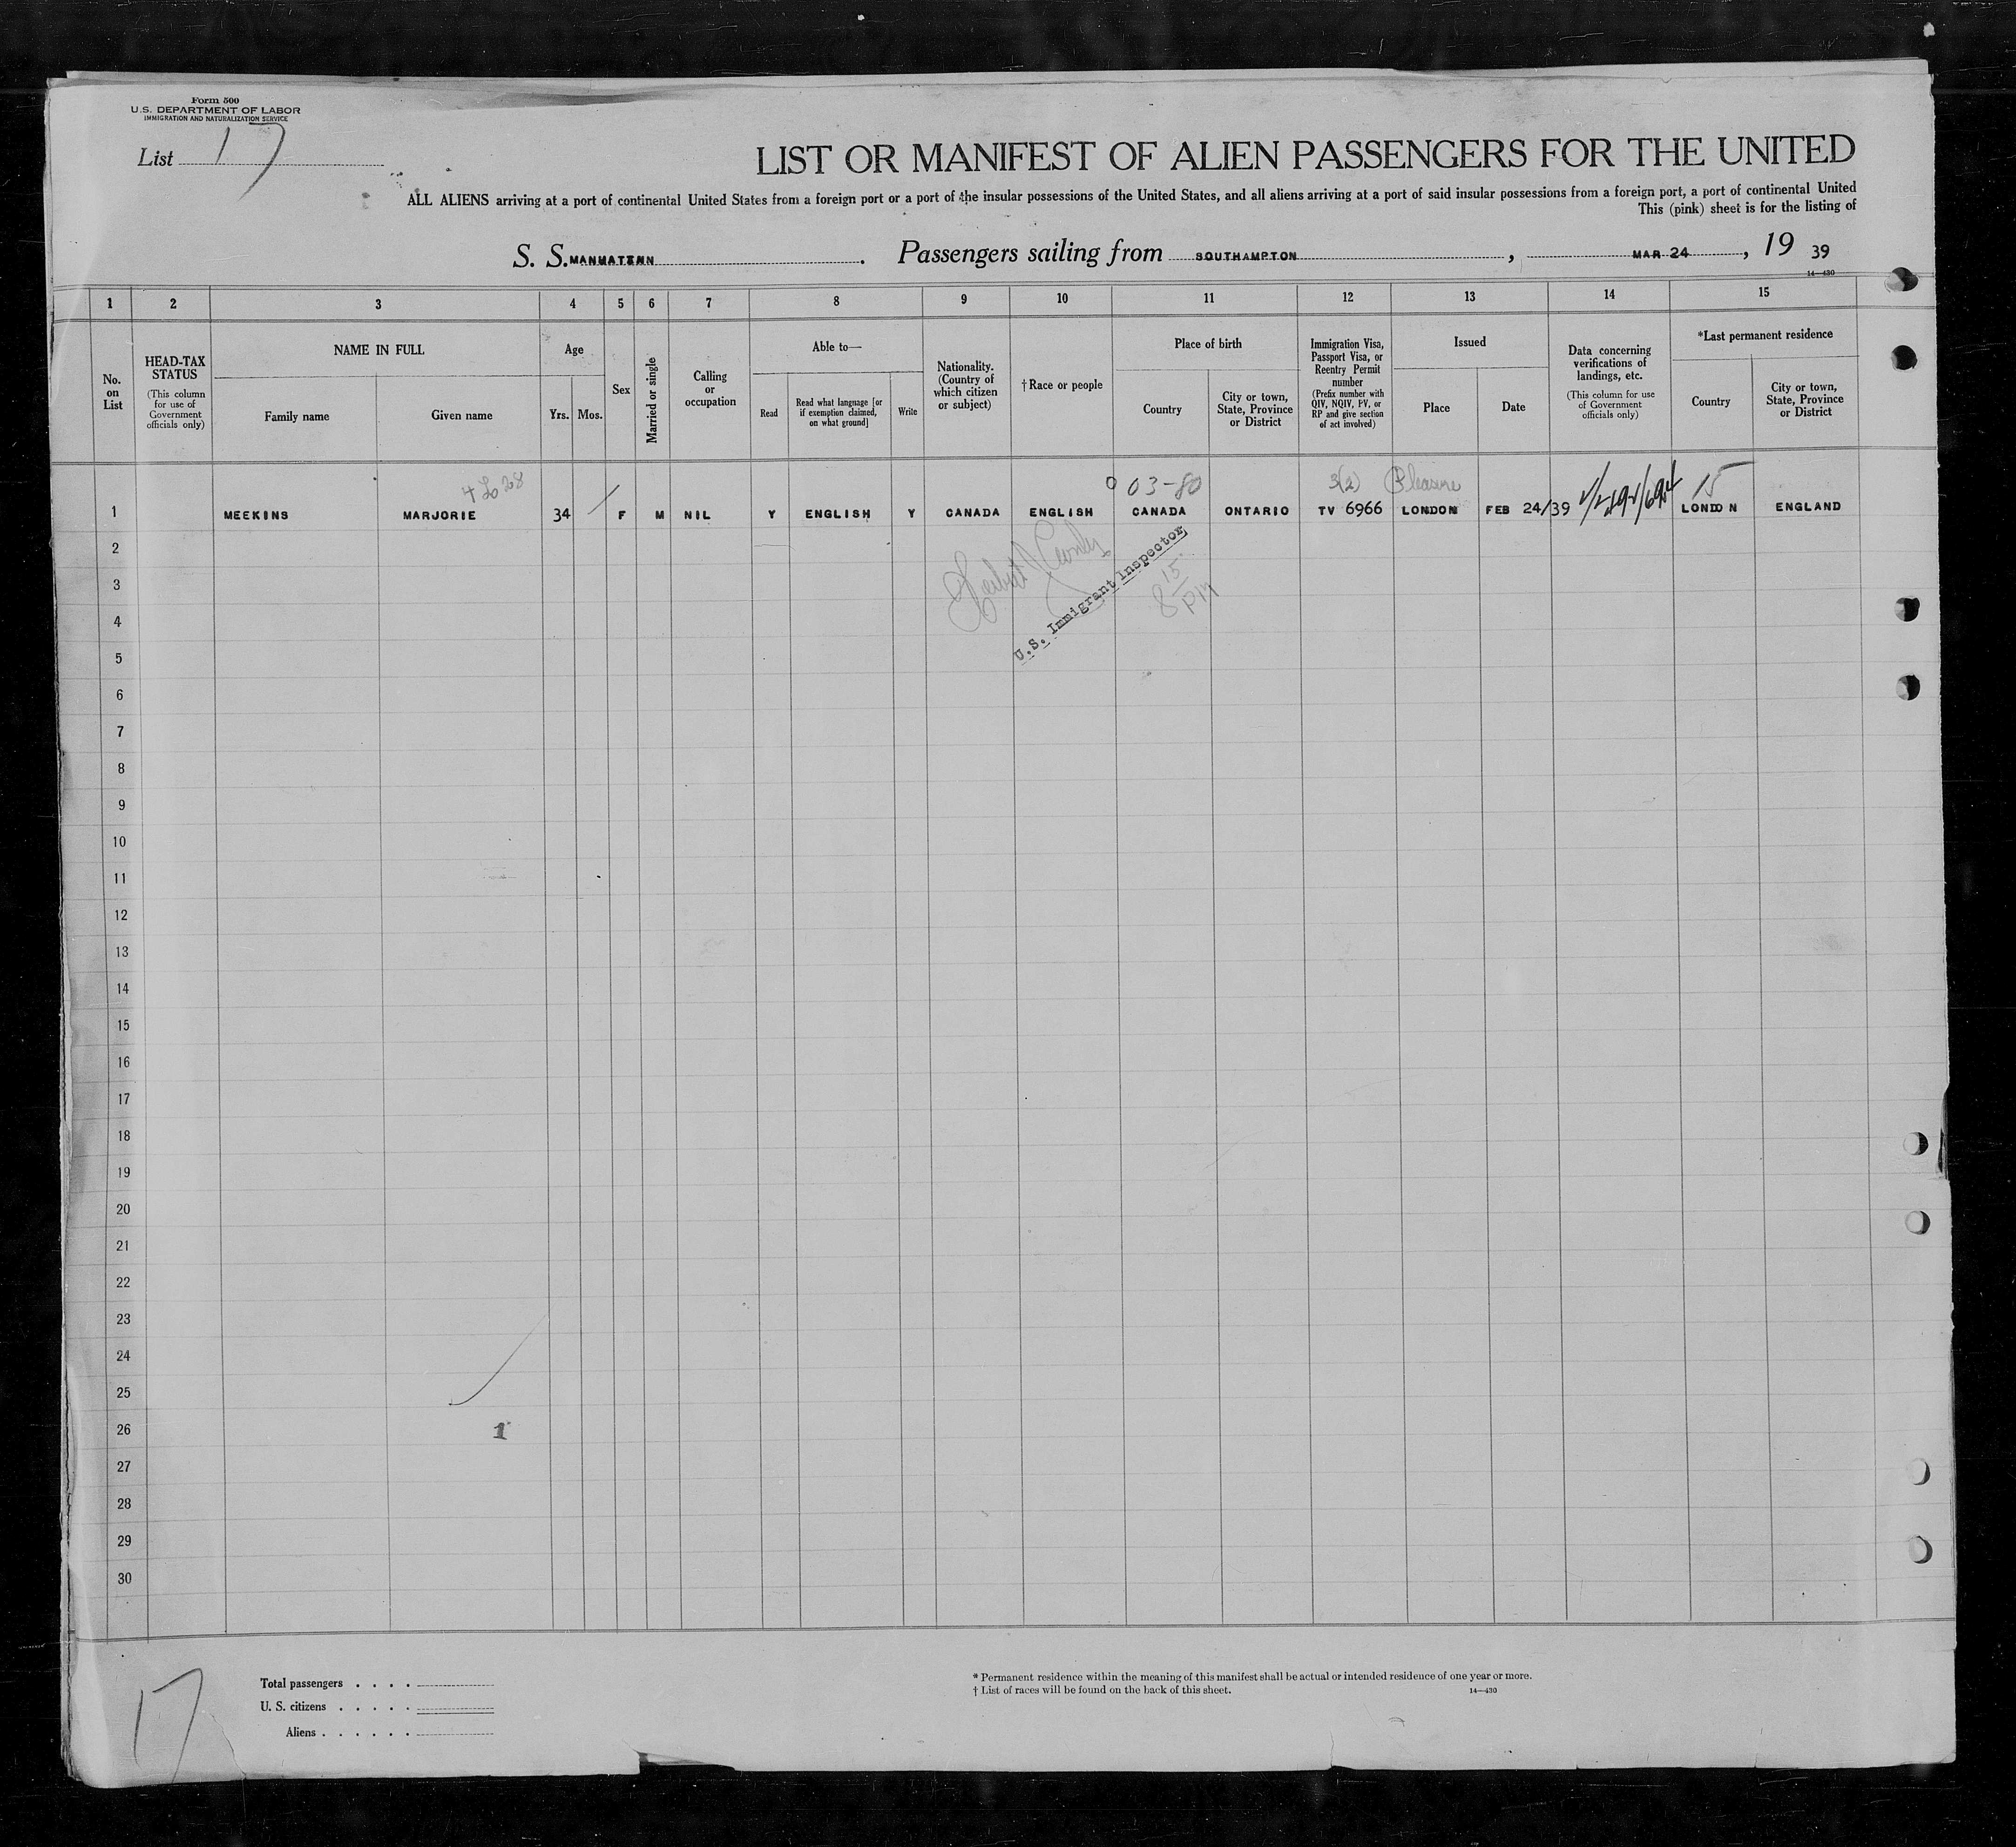 Form 500
U.S. DEPARTMENT OF LABOR
IMMIGRATION AND NATURALIZATION SERVICE
List 17
LIST OR MANIFEST OF ALIEN PASSENGERS FOR THE UNITED
ALL ALIENS arriving at a port of continental United States from a foreign port or a port of the insular possessions of the United States, and all aliens arriving at a port of said insular possessions from a foreign port, a port of continental United
This (pink) sheet is for the listing of
S. S. Passengers sailing from SOUTHAMPTON, MAR 24, 19 39
14—430
1 2 3 4 5 6 7 8 9 10 11 12 13 14 15
No. on List
HEAD-TAX STATUS
(This column for use of Government officials only)
NAME IN FULL
Family name
Given name
Age
Yrs.
Mos.
Sex
Married or single
Calling or occupation
Able to—
Read
Read what language [or if exemption claimed, on what ground]
Write
Nationality. (Country of which citizen or subject)
†Race or people
Place of birth
Country
City or town, State, Province or District
Immigration Visa, Passport Visa, or Reentry Permit number
(Prefix number with QIV, NQIV, PV, or RP and give section of act involved)
Issued
Place
Date
Data concerning verifications of landings, etc.
(This column for use of Government officials only)
*Last permanent residence
Country
City or town, State, Province or District
03-80 3(2) Pleasure 15
1 MEEKINS MARJORIE 34 F M NIL Y ENGLISH Y CANADA ENGLISH CANADA ONTARIO TV 6966 LONDON FEB 24/39 LONDON ENGLAND
U.S. Immigrant Inspector
8 15 PM
2
3
4
5
6
7
8
9
10
11
12
13
14
15
16
17
18
19
20
21
22
23
24
25
26 1
27
28
29
30
17
Total passengers . . . .
U. S. citizens . . . . .
Aliens . . . . . .
* Permanent residence within the meaning of this manifest shall be actual or intended residence of one year or more.
† List of races will be found on the back of this sheet.
14—430